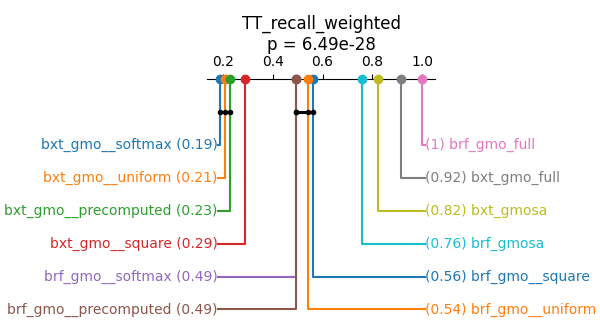 TT_recall_weighted
p = 6.49e-28
0.2 0.4 0.6 0.8 1.0
bxt_gmo__softmax (0.19) (1) brf_gmo_full
bxt_gmo__uniform (0.21) (0.92) bxt_gmo_full
bxt_gmo__precomputed (0.23) (0.82) bxt_gmosa
bxt_gmo__square (0.29) (0.76) brf_gmosa
brf_gmo__softmax (0.49) (0.56) brf_gmo__square
brf_gmo__precomputed (0.49) (0.54) brf_gmo__uniform